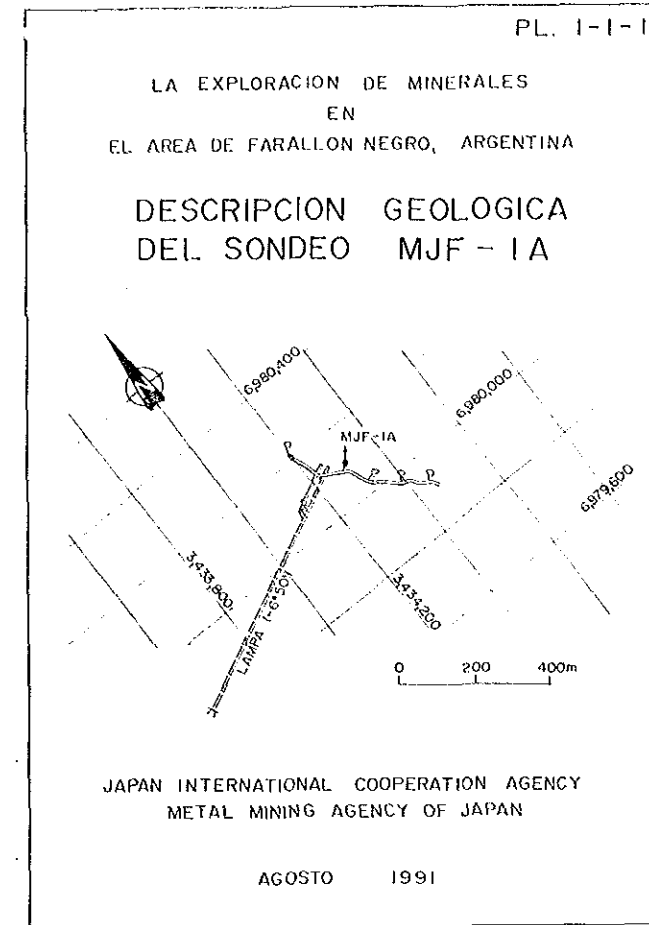 PL. 1-1-1
LA EXPLORACION DE MINERALES
EN
EL AREA DE FARALLON NEGRO, ARGENTINA
DESCRIPCION GEOLOGICA
DEL SONDEO MJF-1A
6,980,400
6,980,000
MJF-1A
6,979,600
3,433,800
3,434,200
LAMPA (-6°50')
0 200 400m
JAPAN INTERNATIONAL COOPERATION AGENCY
METAL MINING AGENCY OF JAPAN
AGOSTO 1991